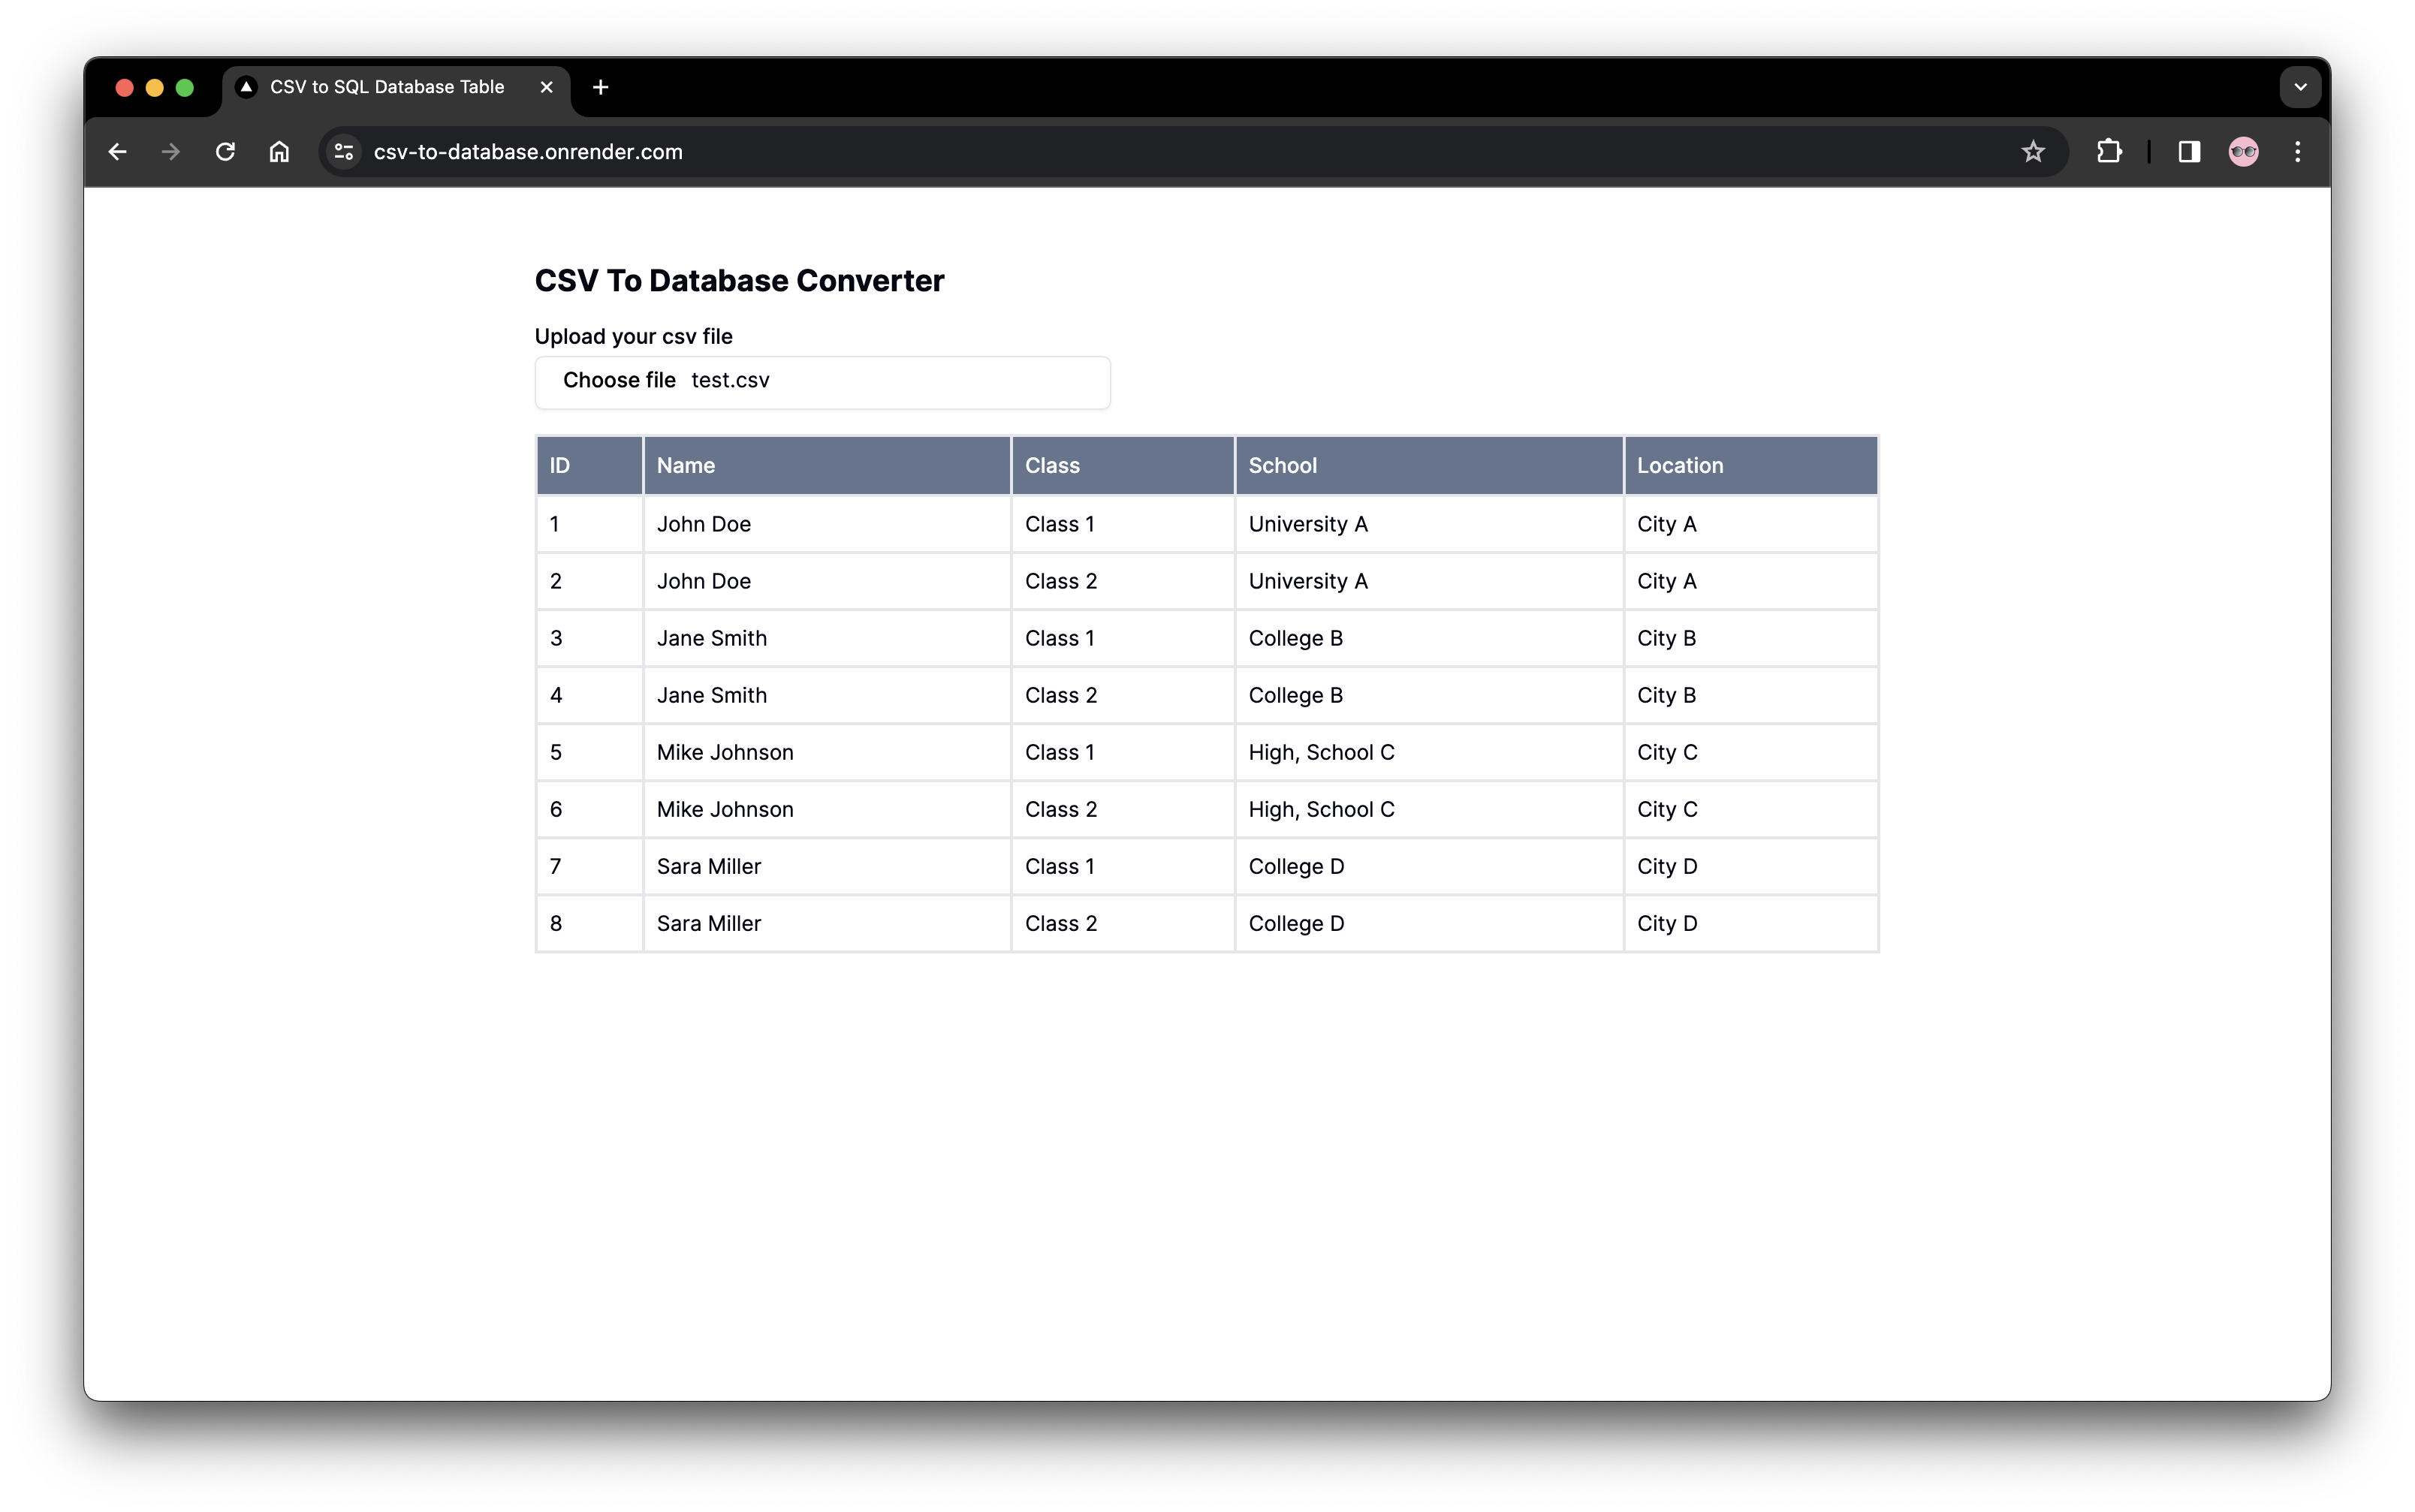 CSV to SQL Database Table
csv-to-database.onrender.com
CSV To Database Converter
Upload your csv file
Choose file test.csv
ID Name Class School Location
1 John Doe Class 1 University A City A
2 John Doe Class 2 University A City A
3 Jane Smith Class 1 College B City B
4 Jane Smith Class 2 College B City B
5 Mike Johnson Class 1 High, School C City C
6 Mike Johnson Class 2 High, School C City C
7 Sara Miller Class 1 College D City D
8 Sara Miller Class 2 College D City D